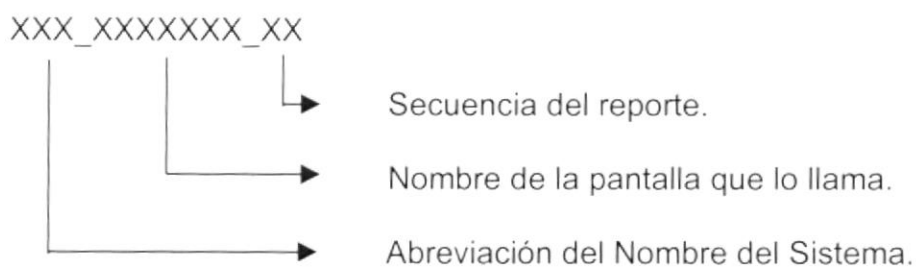 XXX_XXXXXXX_XX
Secuencia del reporte.
Nombre de la pantalla que lo llama.
Abreviación del Nombre del Sistema.